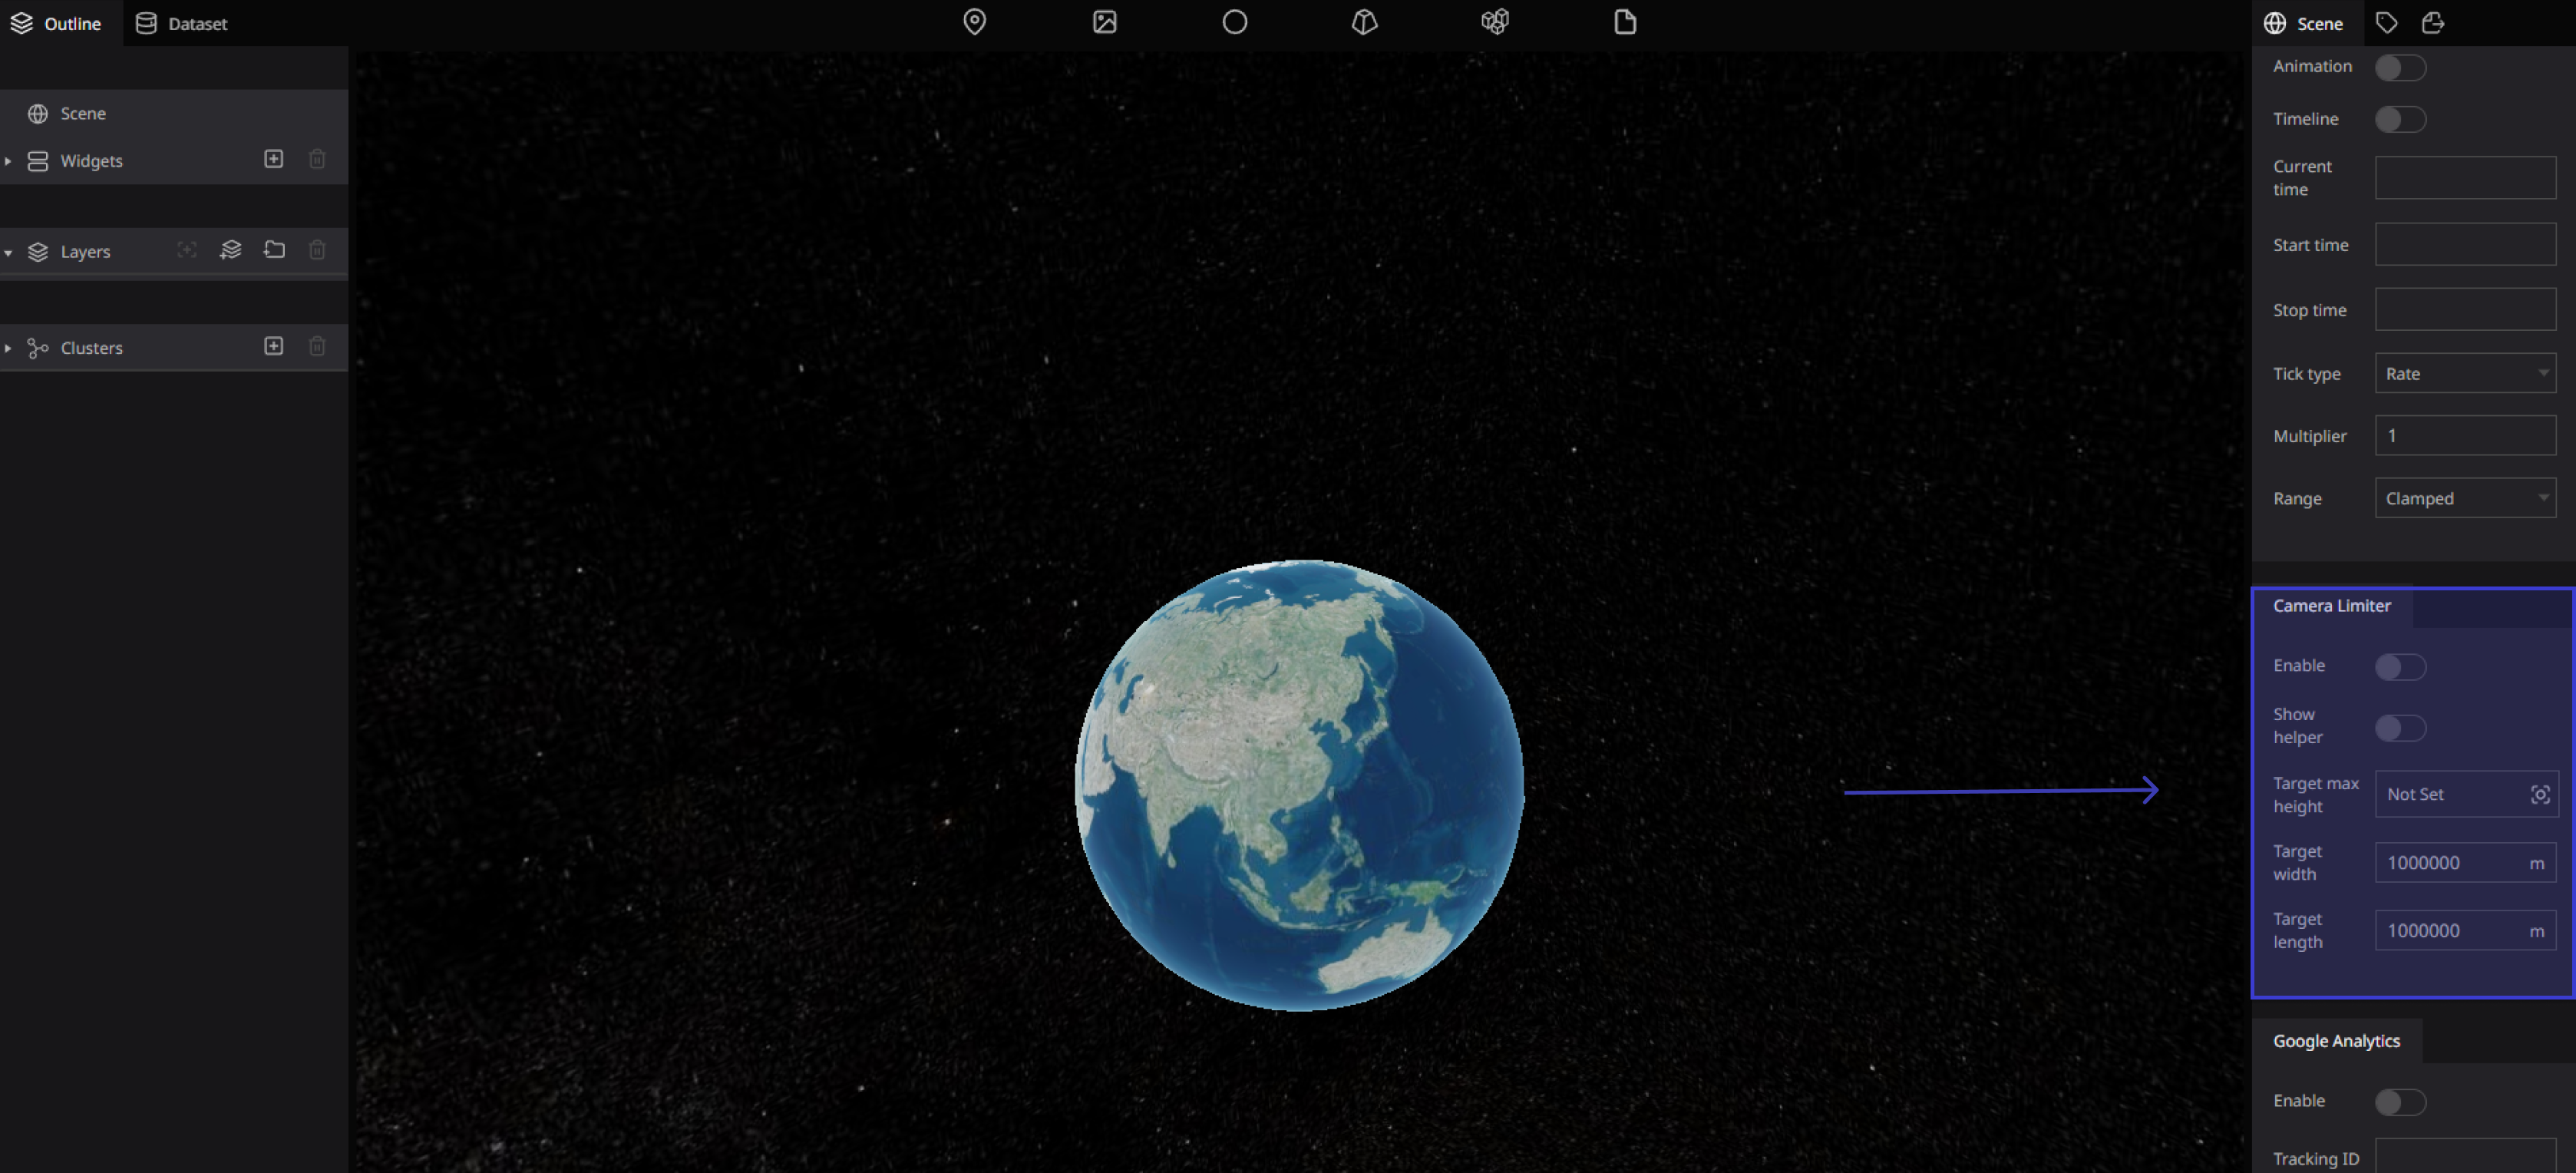 Outline
Dataset
Scene
Widgets
Layers
Clusters
Scene
Animation
Timeline
Current
time
Start time
Stop time
Tick type
Rate
Multiplier
1
Range
Clamped
Camera Limiter
Enable
Show
helper
Target max
height
Not Set
Target
width
1000000 m
Target
length
1000000 m
Google Analytics
Enable
Tracking ID